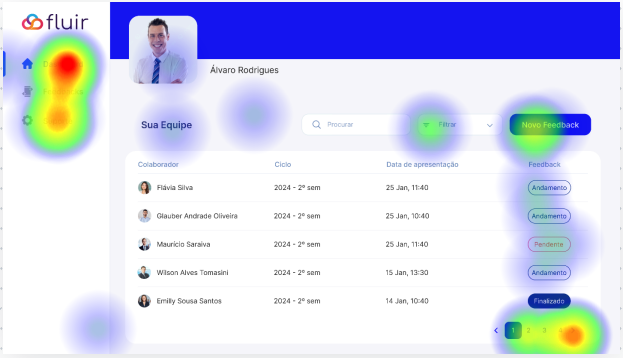 fluir
Álvaro Rodrigues
Sua Equipe
Procurar
Filtrar
Novo Feedback
Colaborador Ciclo Data de apresentação Feedback
Flávia Silva 2024 - 2º sem 25 Jan, 11:40 Andamento
Glauber Andrade Oliveira 2024 - 2º sem 25 Jan, 10:40 Andamento
Maurício Saraiva 2024 - 2º sem 25 Jan, 11:40 Pendente
Wilson Alves Tomasini 2024 - 2º sem 15 Jan, 13:30 Andamento
Emilly Sousa Santos 2024 - 2º sem 14 Jan, 10:40 Finalizado
< 1 2 3